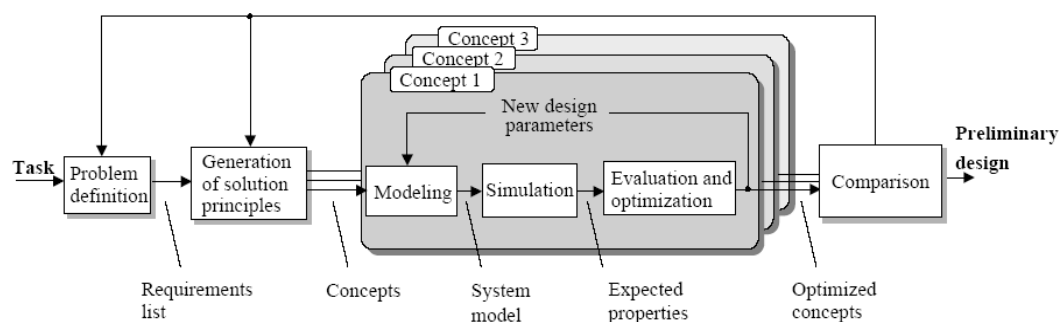 Concept 3
Concept 2
Concept 1
New design
parameters
Task
Problem
definition
Generation
of solution
principles
Modeling
Simulation
Evaluation and
optimization
Comparison
Preliminary
design
Requirements
list
Concepts
System
model
Expected
properties
Optimized
concepts